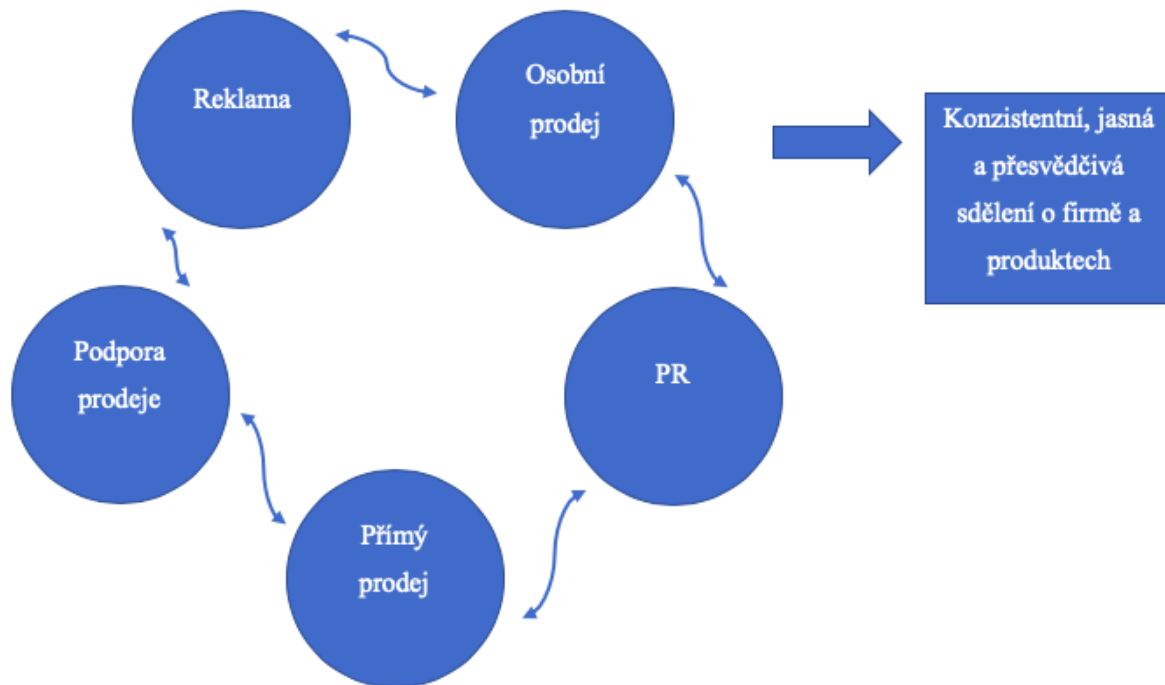 Reklama
Osobní
prodej
Konzistentní, jasná
a přesvědčivá
sdělení o firmě a
produktech
Podpora
prodeje
PR
Přímý
prodej